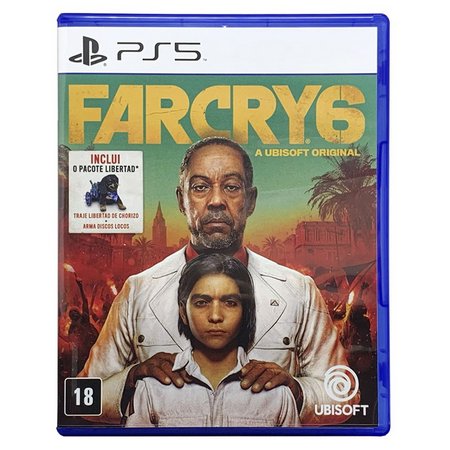 PS5
FARCRY6
A UBISOFT ORIGINAL
INCLUI
O PACOTE LIBERTAD*
TRAJE LIBERTAD DE CHORIZO
+
ARMA DISCOS LOCOS
18
UBISOFT